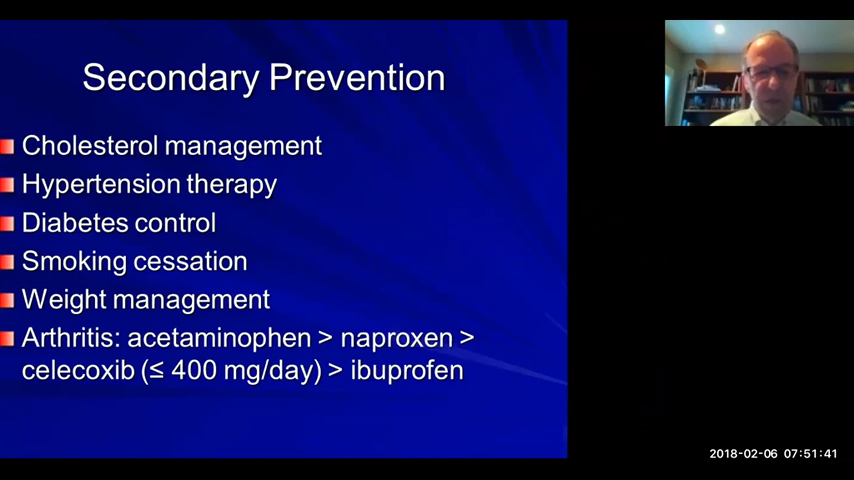 Secondary Prevention
Cholesterol management
Hypertension therapy
Diabetes control
Smoking cessation
Weight management
Arthritis: acetaminophen > naproxen >
celecoxib (≤ 400 mg/day) > ibuprofen
2018-02-06 07:51:41